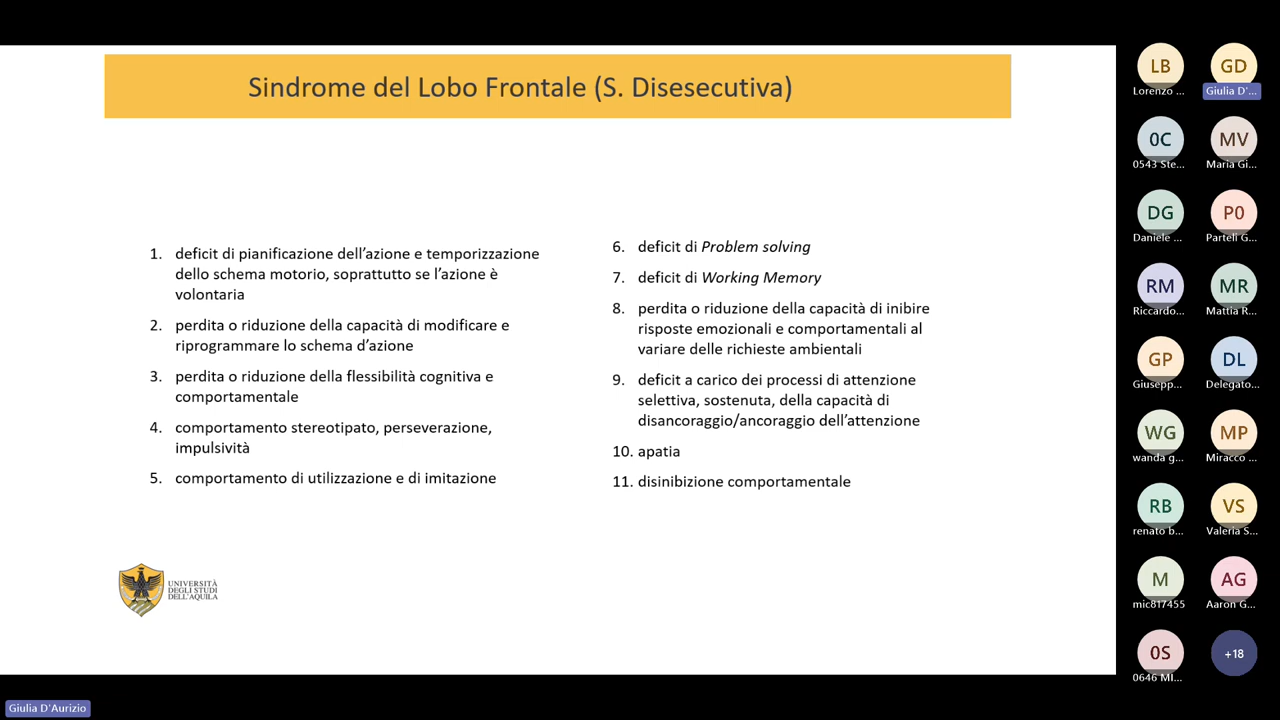 Sindrome del Lobo Frontale (S. Disesecutiva)
1. deficit di pianificazione dell'azione e temporizzazione
dello schema motorio, soprattutto se l'azione è
volontaria
2. perdita o riduzione della capacità di modificare e
riprogrammare lo schema d'azione
3. perdita o riduzione della flessibilità cognitiva e
comportamentale
4. comportamento stereotipato, perseverazione,
impulsività
5. comportamento di utilizzazione e di imitazione
6. deficit di Problem solving
7. deficit di Working Memory
8. perdita o riduzione della capacità di inibire
risposte emozionali e comportamentali al
variare delle richieste ambientali
9. deficit a carico dei processi di attenzione
selettiva, sostenuta, della capacità di
disancoraggio/ancoraggio dell'attenzione
10. apatia
11. disinibizione comportamentale
UNIVERSITÀ
DEGLI STUDI
DELL'AQUILA
LB
Lorenzo ...
GD
Giulia D'...
0C
0543 Ste...
MV
Maria Gi...
DG
Daniele ...
P0
Parteli G...
RM
Riccardo...
MR
Mattia R...
GP
Giusepp...
DL
Delegato...
WG
wanda g...
MP
Miracco ...
RB
renato b...
VS
Valeria S...
M
mic817455
AG
Aaron G...
0S
0646 MI...
+18
Giulia D'Aurizio